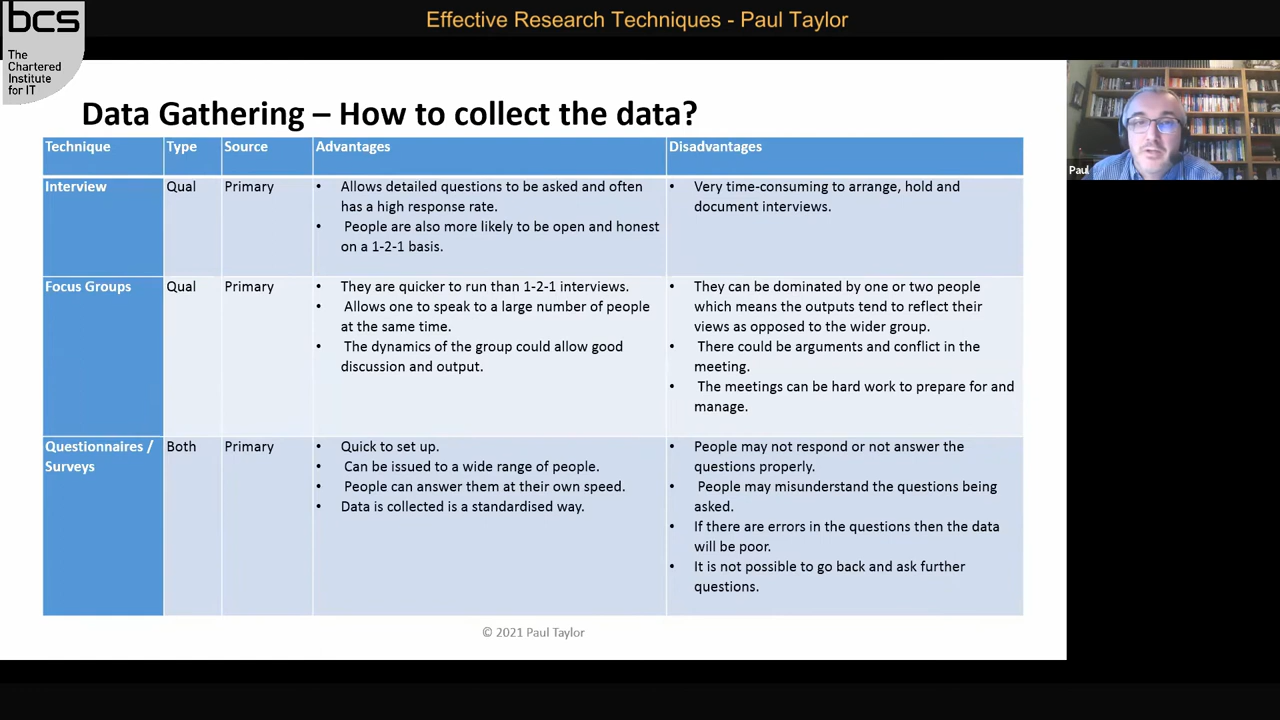 bcs
The
Chartered
Institute
for IT
Effective Research Techniques - Paul Taylor
Paul
Data Gathering – How to collect the data?
Technique Type Source Advantages Disadvantages
Interview Qual Primary
• Allows detailed questions to be asked and often
has a high response rate.
• People are also more likely to be open and honest
on a 1-2-1 basis.
• Very time-consuming to arrange, hold and
document interviews.
Focus Groups Qual Primary
• They are quicker to run than 1-2-1 interviews.
• Allows one to speak to a large number of people
at the same time.
• The dynamics of the group could allow good
discussion and output.
• They can be dominated by one or two people
which means the outputs tend to reflect their
views as opposed to the wider group.
• There could be arguments and conflict in the
meeting.
• The meetings can be hard work to prepare for and
manage.
Questionnaires /
Surveys
Both Primary
• Quick to set up.
• Can be issued to a wide range of people.
• People can answer them at their own speed.
• Data is collected is a standardised way.
• People may not respond or not answer the
questions properly.
• People may misunderstand the questions being
asked.
• If there are errors in the questions then the data
will be poor.
• It is not possible to go back and ask further
questions.
© 2021 Paul Taylor